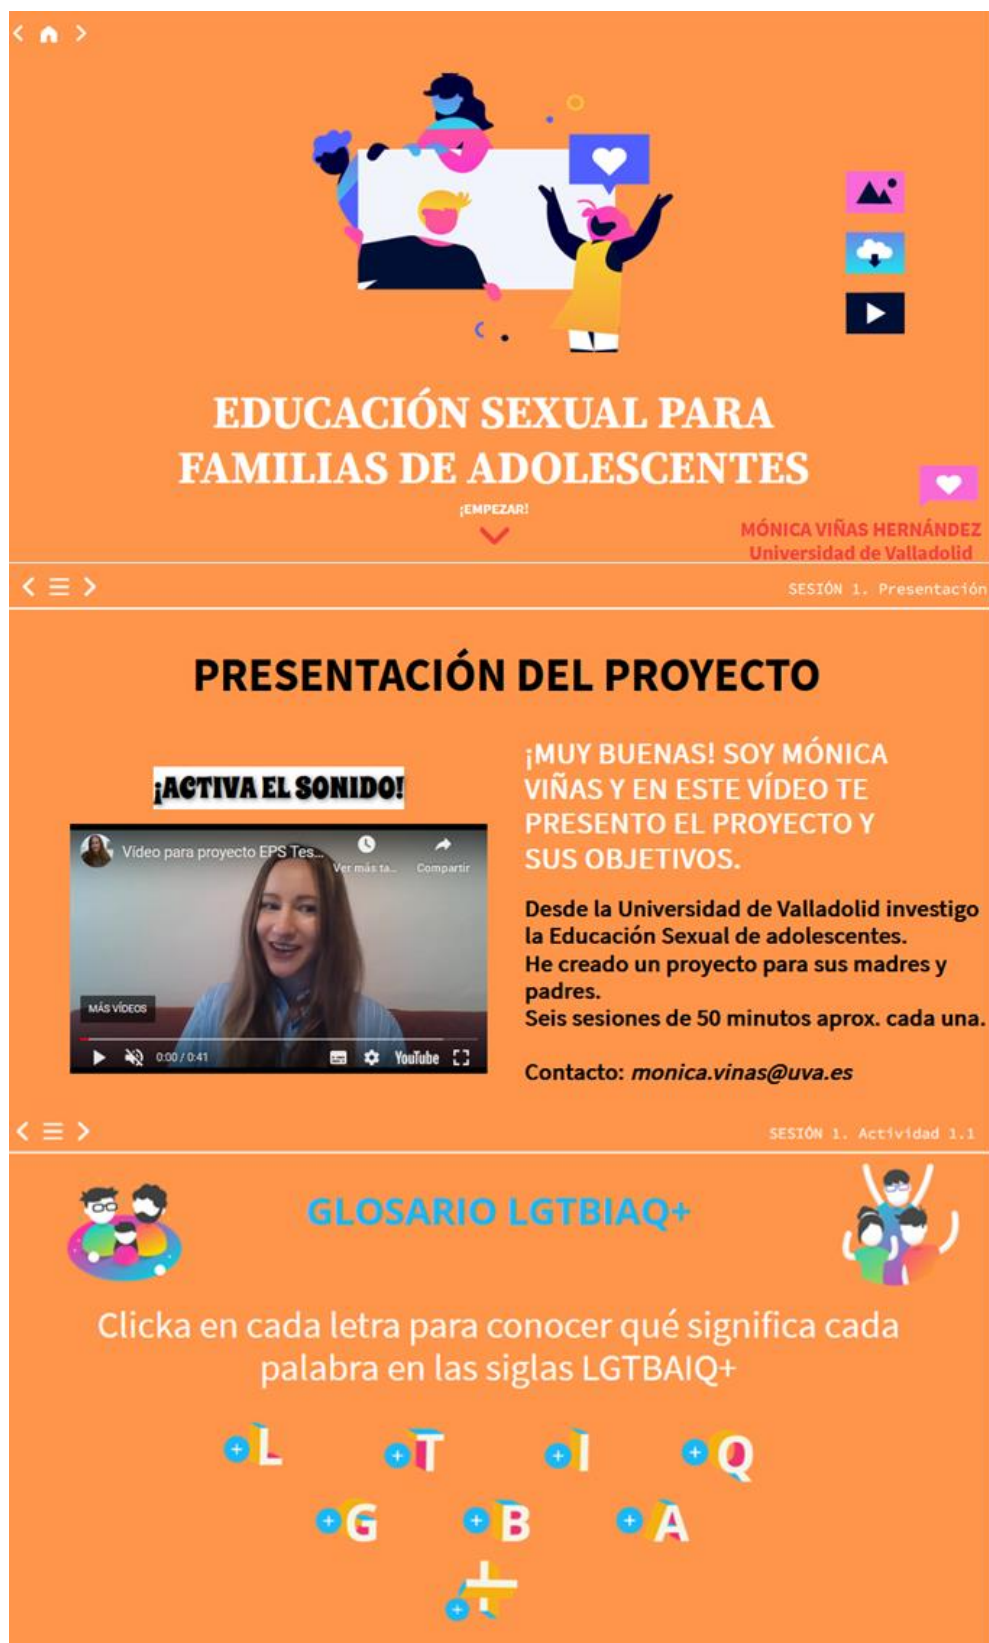 EDUCACIÓN SEXUAL PARA
FAMILIAS DE ADOLESCENTES
¡EMPEZAR!
MÓNICA VIÑAS HERNÁNDEZ
Universidad de Valladolid
SESIÓN 1. Presentación
PRESENTACIÓN DEL PROYECTO
¡ACTIVA EL SONIDO!
Vídeo para proyecto EPS Tes...
Ver más ta...
Compartir
MÁS VÍDEOS
0:00 / 0:41
YouTube
¡MUY BUENAS! SOY MÓNICA
VIÑAS Y EN ESTE VÍDEO TE
PRESENTO EL PROYECTO Y
SUS OBJETIVOS.
Desde la Universidad de Valladolid investigo
la Educación Sexual de adolescentes.
He creado un proyecto para sus madres y
padres.
Seis sesiones de 50 minutos aprox. cada una.
Contacto: monica.vinas@uva.es
SESIÓN 1. Actividad 1.1
GLOSARIO LGTBIAQ+
Clicka en cada letra para conocer qué significa cada
palabra en las siglas LGTBAIQ+
L T I Q
G B A
+